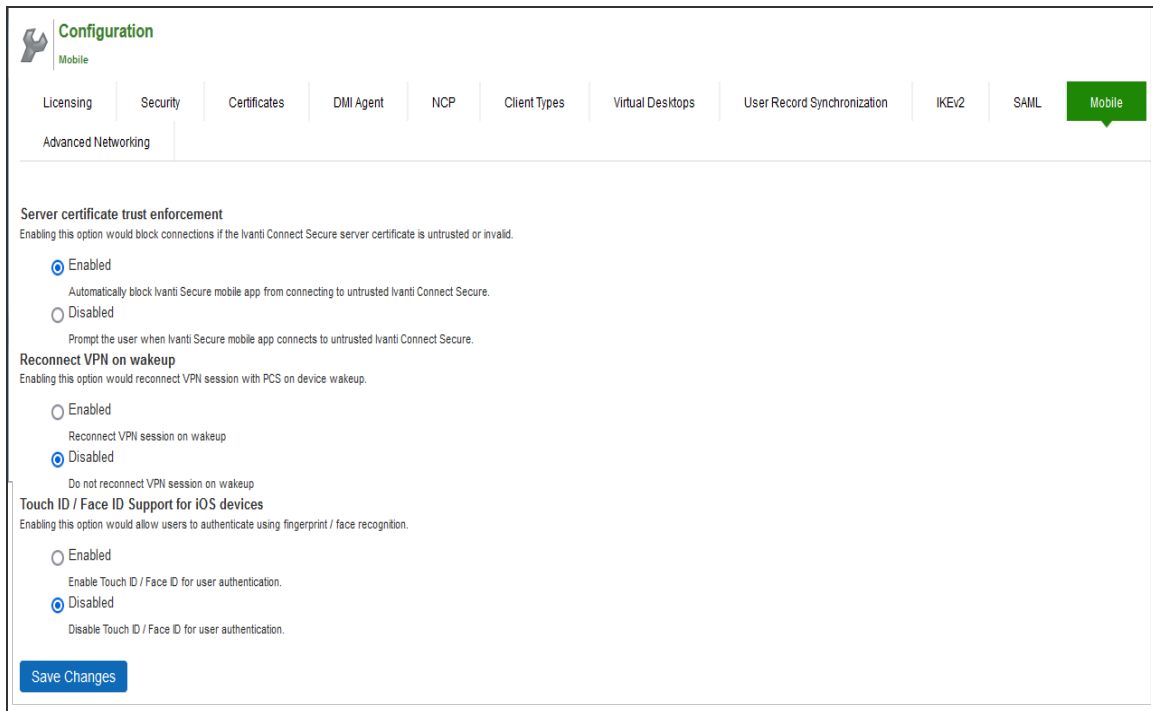 Configuration
Mobile
Licensing Security Certificates DMI Agent NCP Client Types Virtual Desktops User Record Synchronization IKEv2 SAML Mobile
Advanced Networking
Server certificate trust enforcement
Enabling this option would block connections if the Ivanti Connect Secure server certificate is untrusted or invalid.
Enabled
Automatically block Ivanti Secure mobile app from connecting to untrusted Ivanti Connect Secure.
Disabled
Prompt the user when Ivanti Secure mobile app connects to untrusted Ivanti Connect Secure.
Reconnect VPN on wakeup
Enabling this option would reconnect VPN session with PCS on device wakeup.
Enabled
Reconnect VPN session on wakeup
Disabled
Do not reconnect VPN session on wakeup
Touch ID / Face ID Support for iOS devices
Enabling this option would allow users to authenticate using fingerprint / face recognition.
Enabled
Enable Touch ID / Face ID for user authentication.
Disabled
Disable Touch ID / Face ID for user authentication.
Save Changes